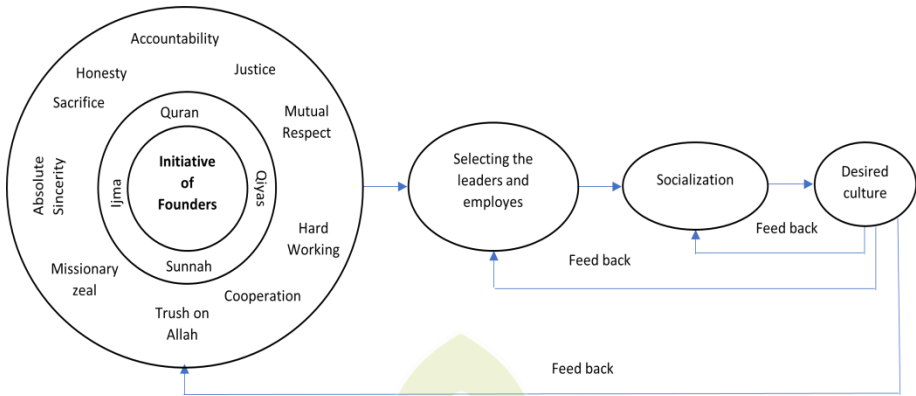 Accountability
Honesty
Justice
Sacrifice
Mutual
Respect
Absolute
Sincerity
Hard
Working
Missionary
zeal
Cooperation
Trush on
Allah
Quran
Ijma
Qiyas
Sunnah
Initiative
of
Founders
Selecting the
leaders and
employes
Socialization
Desired
culture
Feed back
Feed back
Feed back